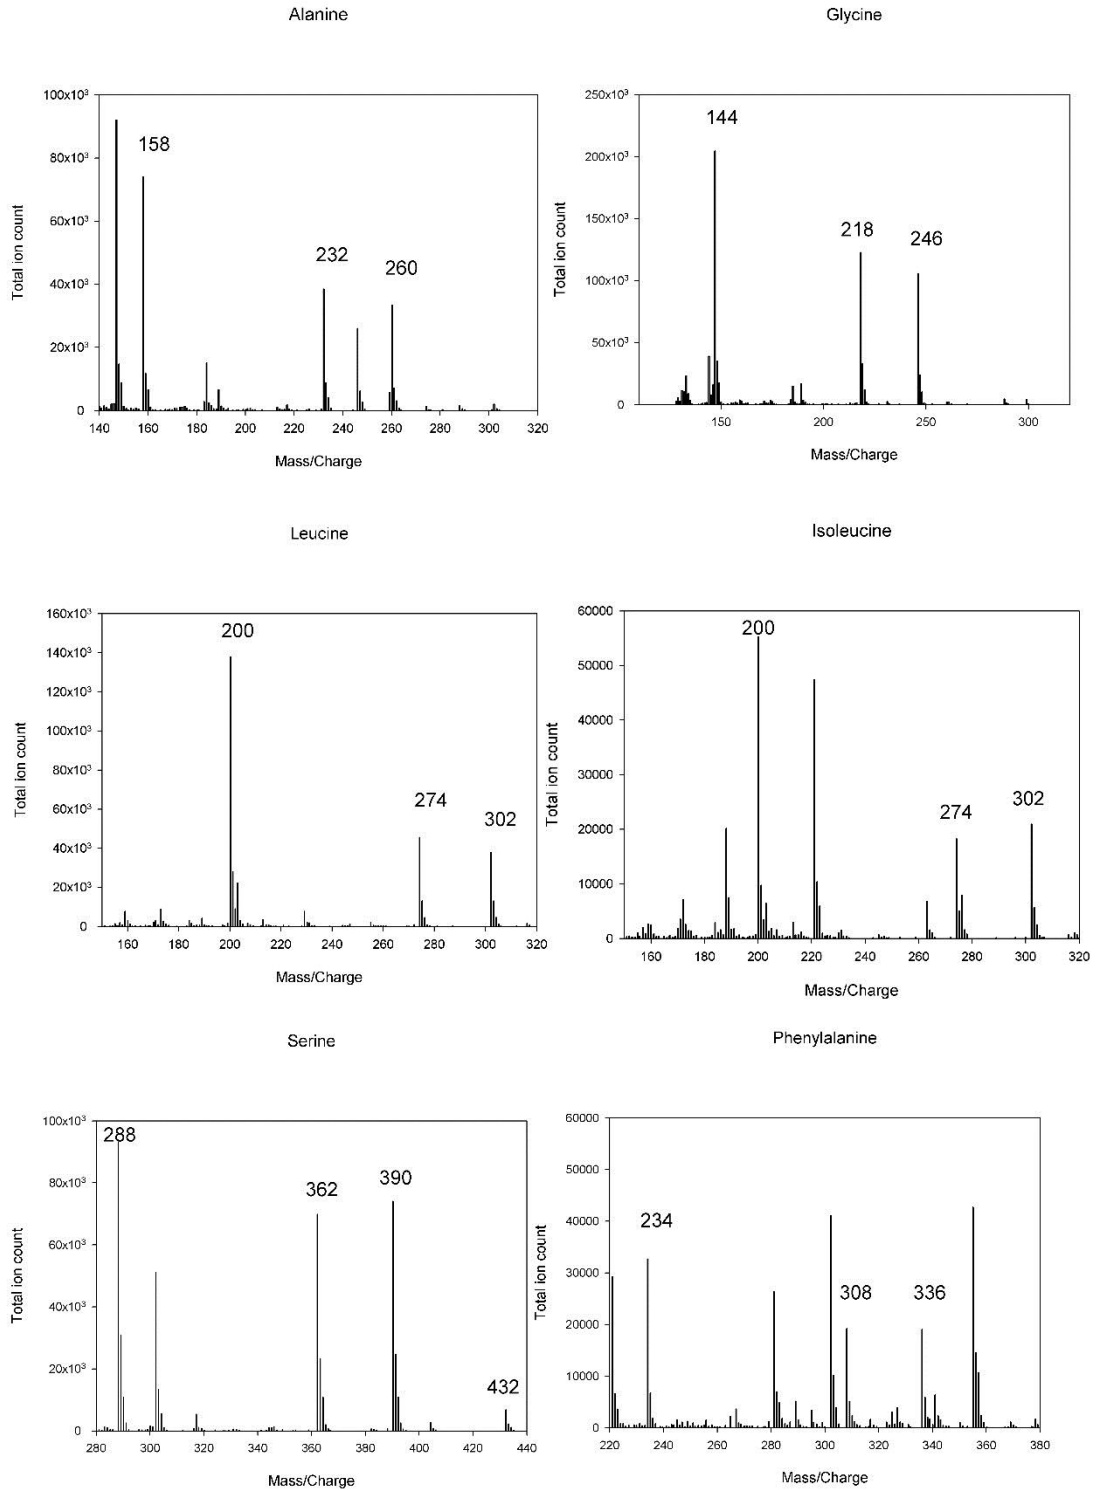 Alanine
Glycine
100x10³
80x10³
60x10³
40x10³
20x10³
0
Total ion count
158
232
260
140 160 180 200 220 240 260 280 300 320
Mass/Charge
250x10³
200x10³
150x10³
100x10³
50x10³
0
Total ion count
144
218
246
150 200 250 300
Mass/Charge
Leucine
Isoleucine
160x10³
140x10³
120x10³
100x10³
80x10³
60x10³
40x10³
20x10³
0
Total ion count
200
274
302
160 180 200 220 240 260 280 300 320
Mass/Charge
60000
50000
40000
30000
20000
10000
0
Total ion count
200
274
302
160 180 200 220 240 260 280 300 320
Mass/Charge
Serine
Phenylalanine
100x10³
80x10³
60x10³
40x10³
20x10³
0
Total ion count
288
362
390
432
280 300 320 340 360 380 400 420 440
Mass/Charge
60000
50000
40000
30000
20000
10000
0
Total ion count
234
308
336
220 240 260 280 300 320 340 360 380
Mass/Charge